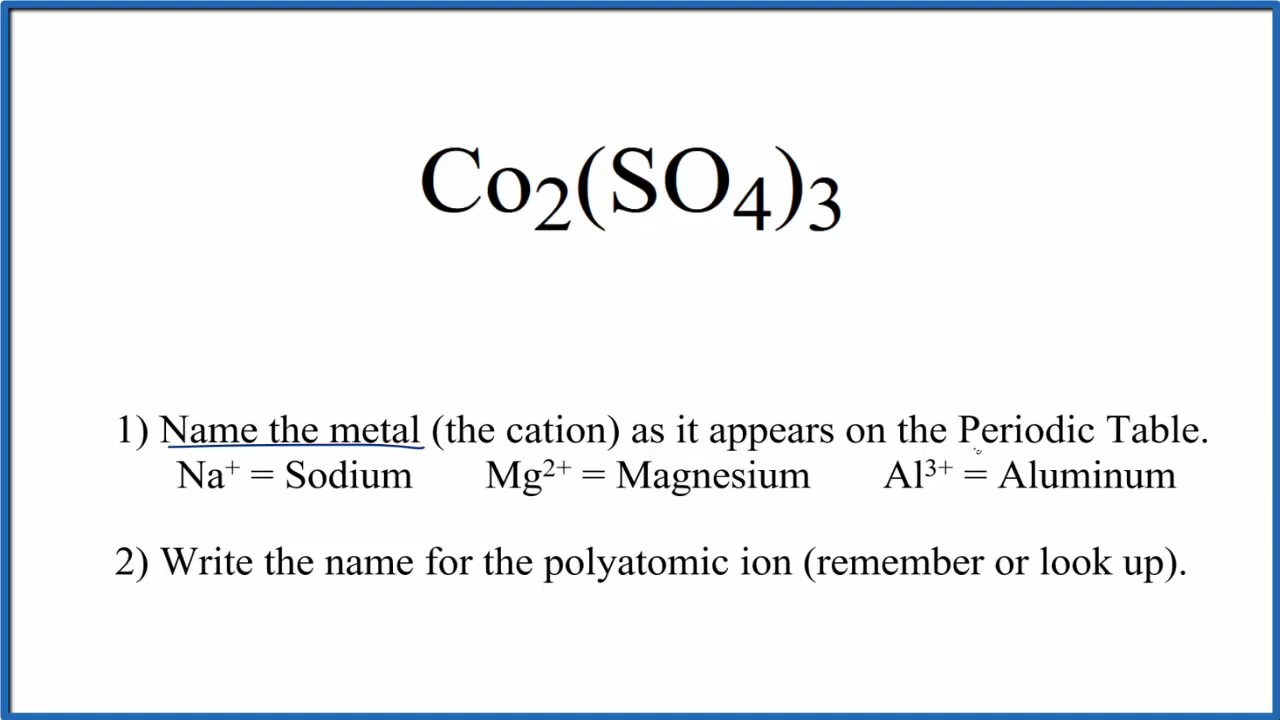 Co₂(SO₄)₃
1) Name the metal (the cation) as it appears on the Periodic Table.
Na⁺ = Sodium Mg²⁺ = Magnesium Al³⁺ = Aluminum
2) Write the name for the polyatomic ion (remember or look up).